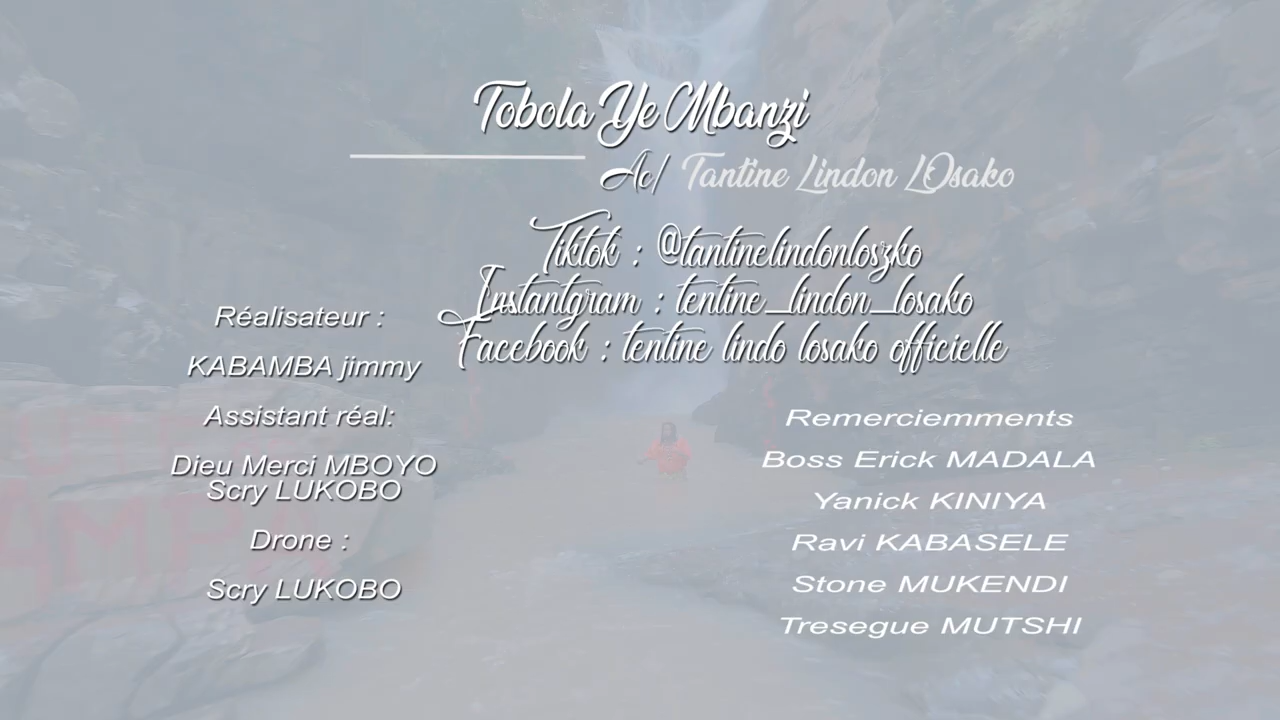 Tobola Ye Mbanzi
Ac/ Tantine Lindon LOsako
Tiktok : @tantinelindonloszko
Instantgram : tentine_lindon_losako
Facebook : tentine lindo losako officielle
Réalisateur :
KABAMBA jimmy
Assistant réal:
Dieu Merci MBOYO
Scry LUKOBO
Drone :
Scry LUKOBO
Remerciemments
Boss Erick MADALA
Yanick KINIYA
Ravi KABASELE
Stone MUKENDI
Tresegue MUTSHI